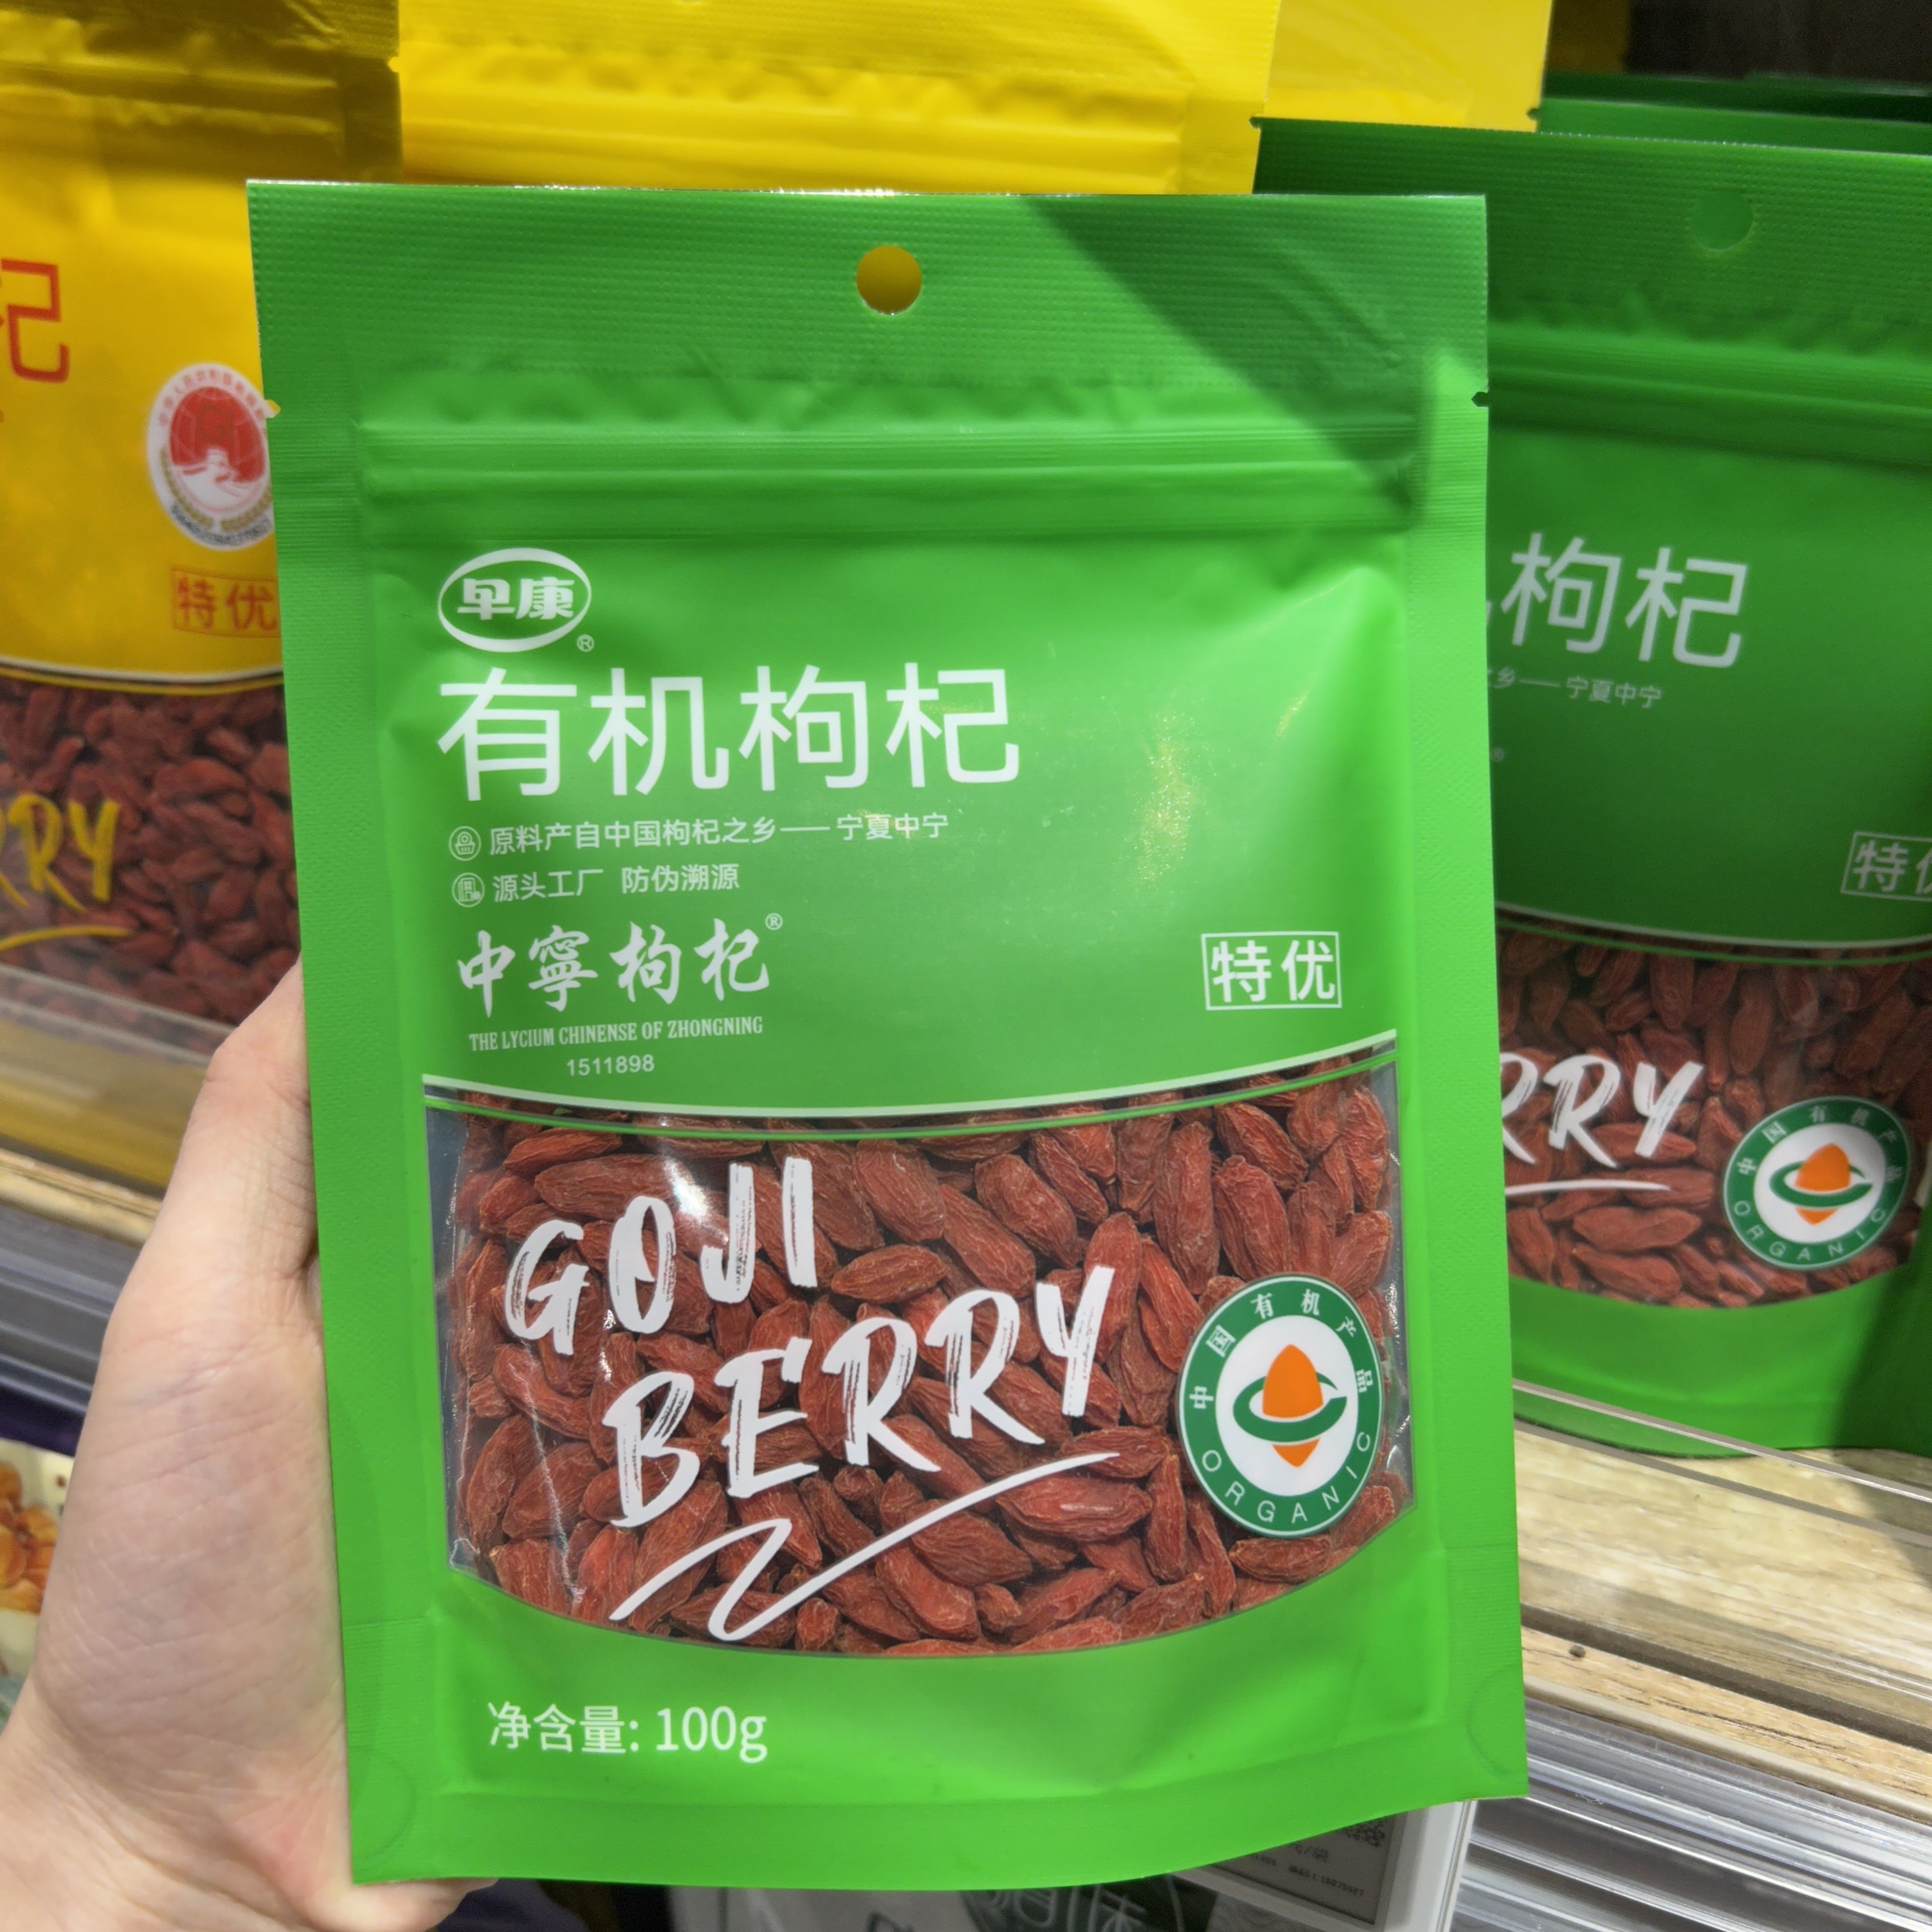 早康®
有机枸杞
原料产自中国枸杞之乡——宁夏中宁
源头工厂 防伪溯源
中寧枸杞®
THE LYCIUM CHINENSE OF ZHONGNING
1511898
特优
GOJI
BERRY
中国有机产品
ORGANIC
净含量: 100g
杞
特优
RRY
枸杞
之乡——宁夏中宁
特优
RRY
中国有机产品
ORGANIC